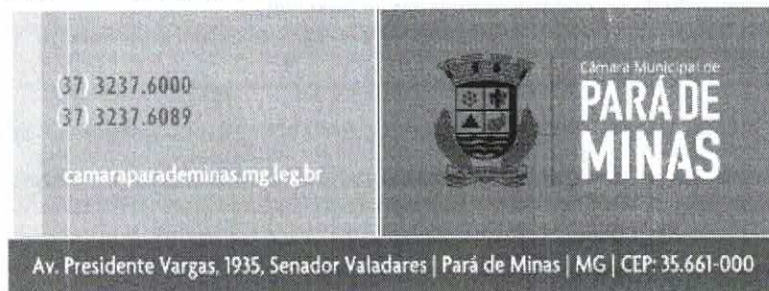 (37) 3237.6000
(37) 3237.6089
camaraparademinas.mg.leg.br
Câmara Municipal de
PARÁ DE
MINAS
Av. Presidente Vargas, 1935, Senador Valadares | Pará de Minas | MG | CEP: 35.661-000